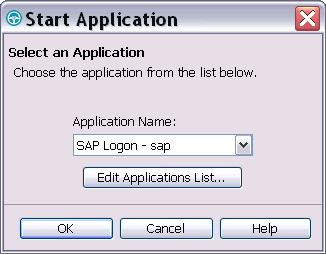 Start Application
Select an Application
Choose the application from the list below.
Application Name:
SAP Logon - sap
Edit Applications List...
OK
Cancel
Help